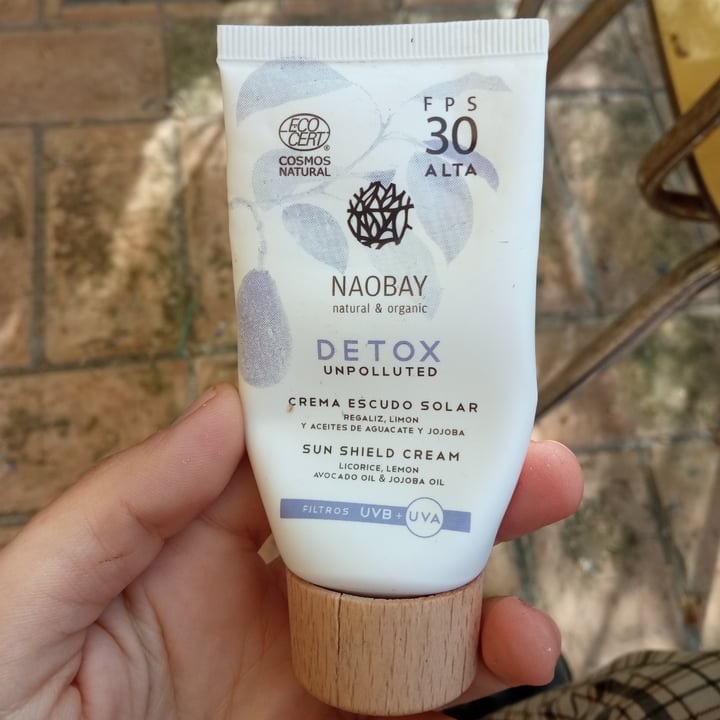 FPS
30
ALTA
ECO
CERT®
COSMOS
NATURAL
NAOBAY
natural & organic
DETOX
UNPOLLUTED
CREMA ESCUDO SOLAR
REGALIZ, LIMON
Y ACEITES DE AGUACATE Y JOJOBA
SUN SHIELD CREAM
LICORICE, LEMON
AVOCADO OIL & JOJOBA OIL
FILTROS UVB + UVA